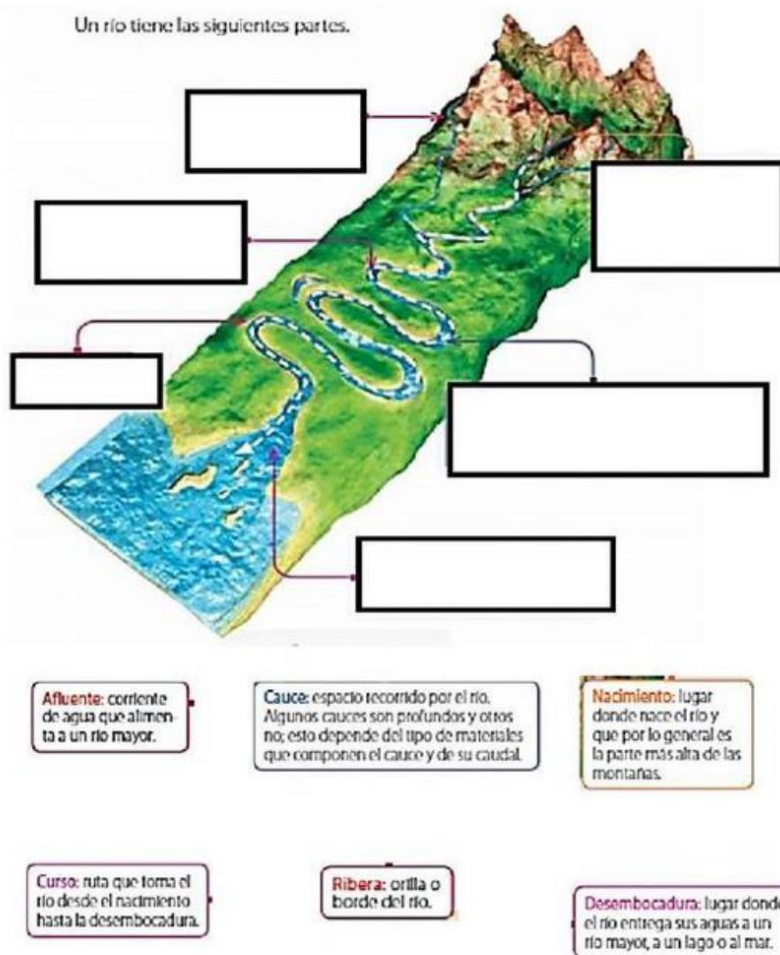 Un río tiene las siguientes partes.
Afluente: corriente
de agua que alimen-
ta a un río mayor.
Cauce: espacio recorrido por el río.
Algunos cauces son profundos y otros
no; esto depende del tipo de materiales
que componen el cauce y de su caudal.
Nacimiento: lugar
donde nace el río y
que por lo general es
la parte más alta de las
montañas.
Curso: ruta que toma el
río desde el nacimiento
hasta la desembocadura.
Ribera: orilla o
borde del río.
Desembocadura: lugar donde
el río entrega sus aguas a un
río mayor, a un lago o al mar.